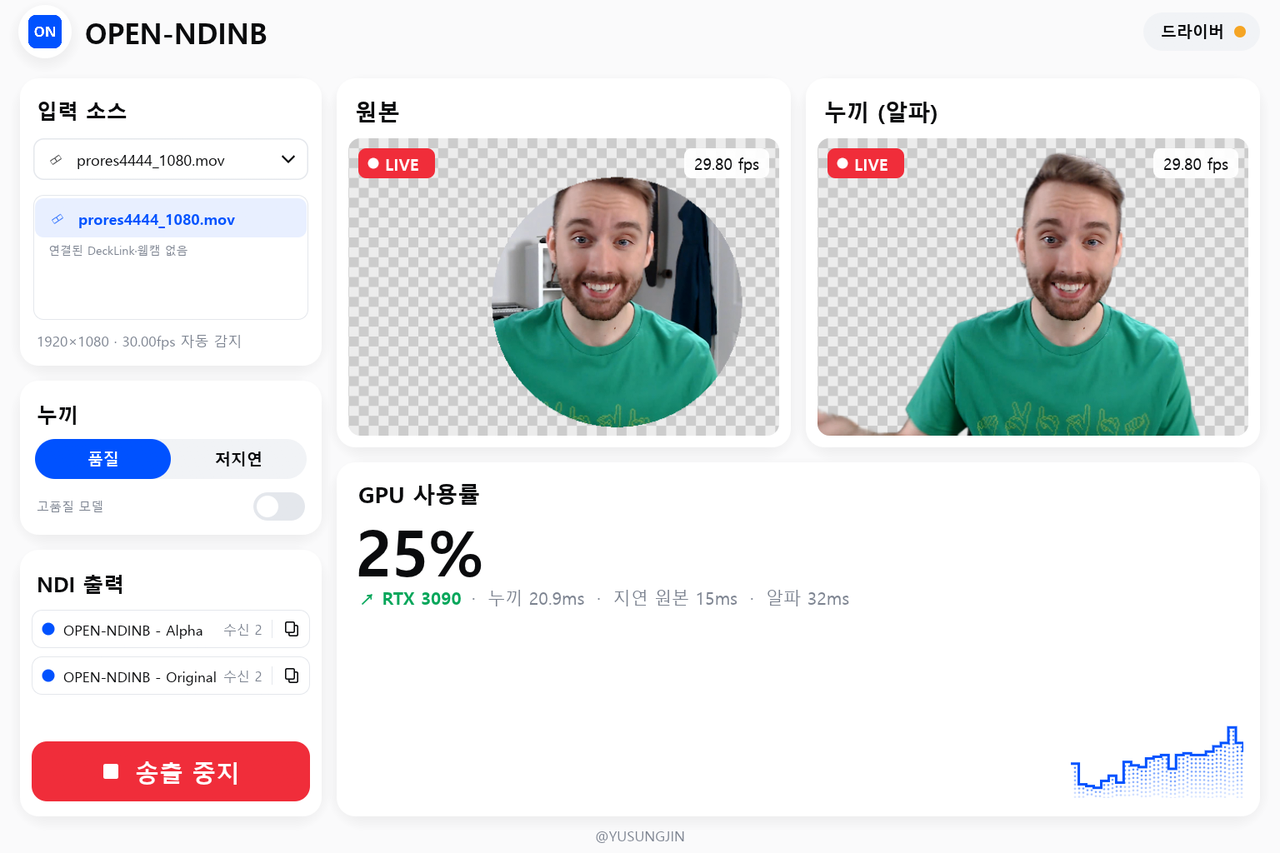 ON OPEN-NDINB
드라이버
입력 소스
prores4444_1080.mov
prores4444_1080.mov
연결된 DeckLink·웹캠 없음
1920×1080 · 30.00fps 자동 감지
누끼
품질 저지연
고품질 모델
NDI 출력
OPEN-NDINB - Alpha 수신 2
OPEN-NDINB - Original 수신 2
송출 중지
원본
LIVE 29.80 fps
누끼 (알파)
LIVE 29.80 fps
GPU 사용률
25%
↗ RTX 3090 · 누끼 20.9ms · 지연 원본 15ms · 알파 32ms
@YUSUNGJIN